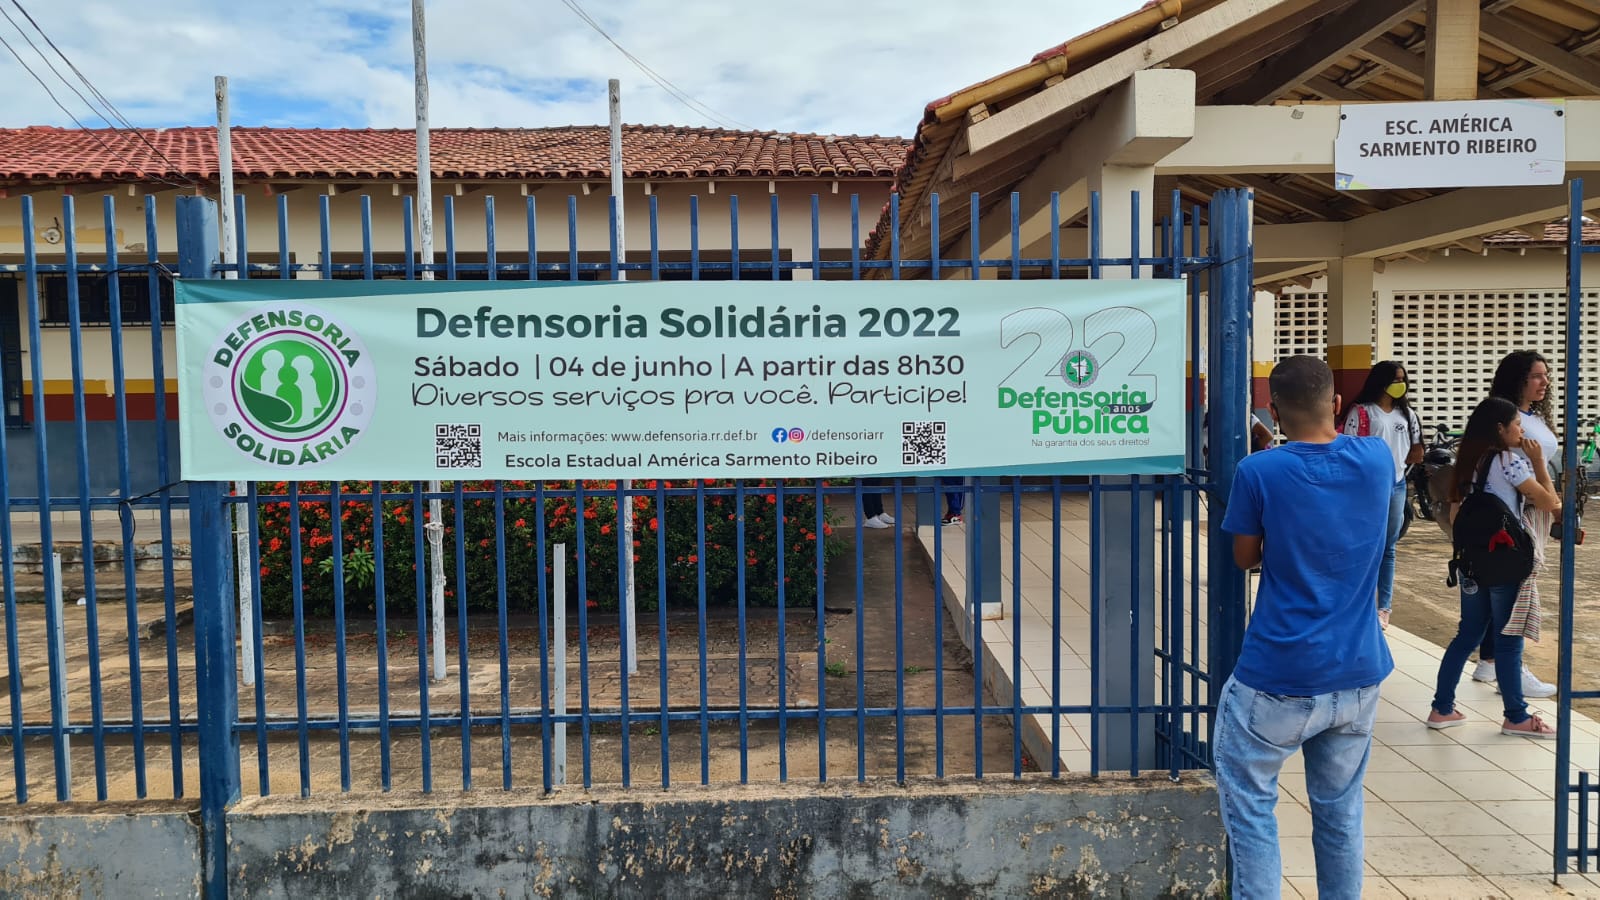 ESC. AMÉRICA
SARMENTO RIBEIRO
DEFENSORIA
SOLIDÁRIA
Defensoria Solidária 2022
Sábado | 04 de junho | A partir das 8h30
Diversos serviços pra você. Participe!
Mais informações: www.defensoria.rr.def.br /defensoriarr
Escola Estadual América Sarmento Ribeiro
22
Defensoria
anos
Pública
Na garantia dos seus direitos!